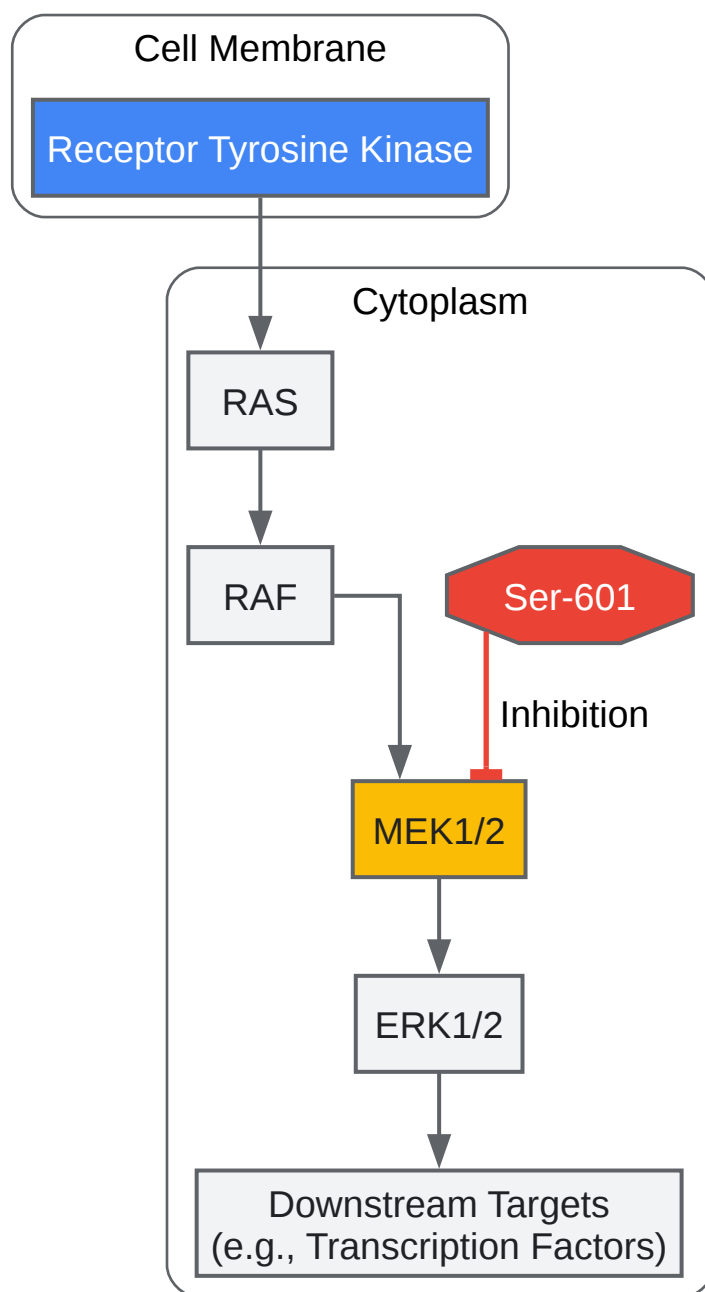 Cell Membrane
Receptor Tyrosine Kinase
Cytoplasm
RAS
RAF
Ser-601
Inhibition
MEK1/2
ERK1/2
Downstream Targets
(e.g., Transcription Factors)